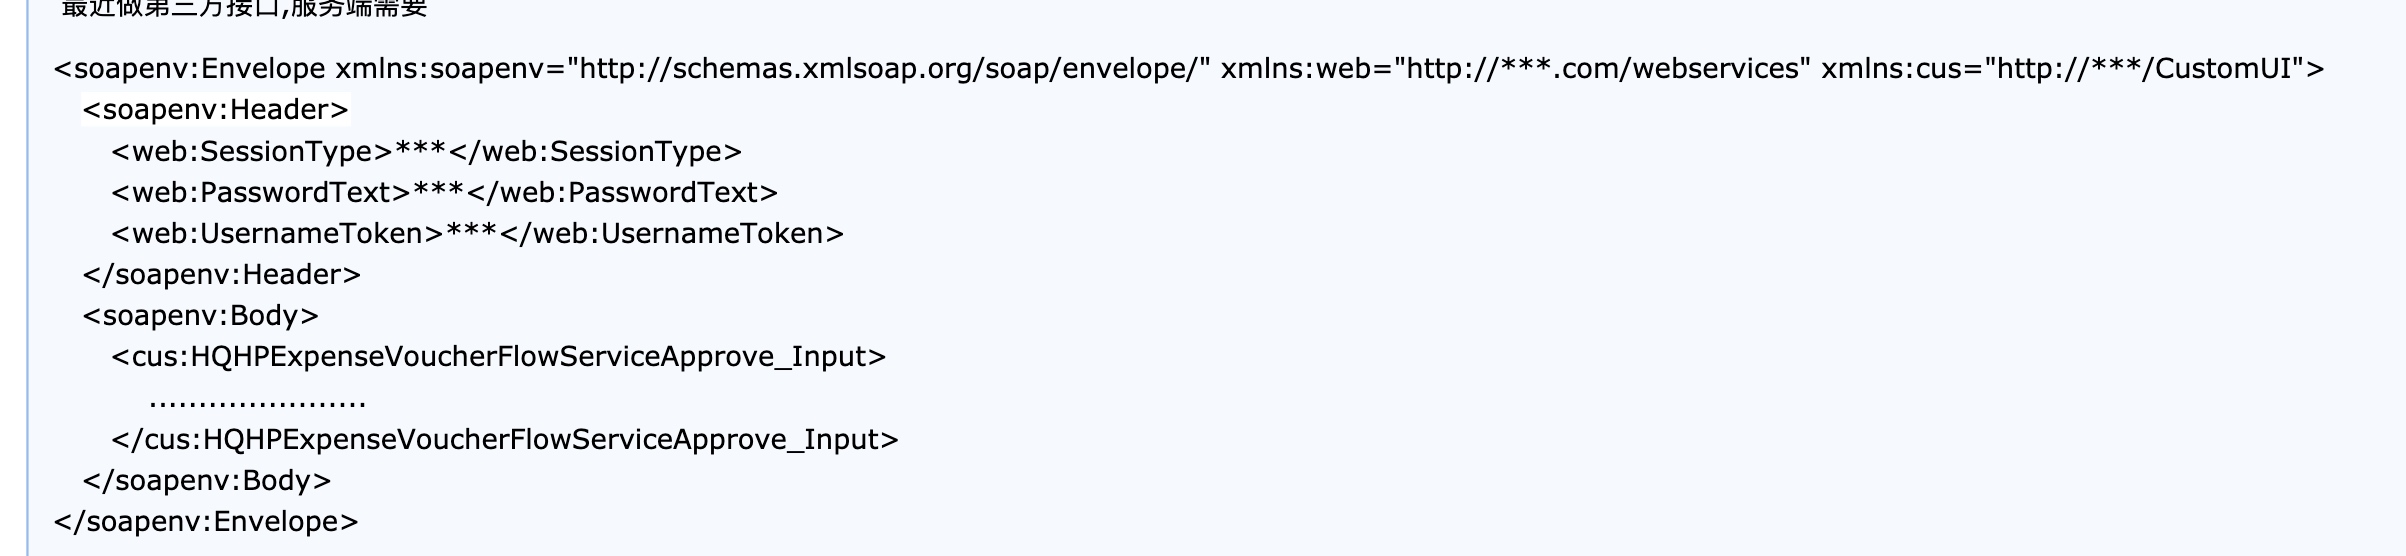 最近做第三方接口,服务端需要
<soapenv:Envelope xmlns:soapenv="http://schemas.xmlsoap.org/soap/envelope/" xmlns:web="http://***.com/webservices" xmlns:cus="http://***/CustomUI">
<soapenv:Header>
<web:SessionType>***</web:SessionType>
<web:PasswordText>***</web:PasswordText>
<web:UsernameToken>***</web:UsernameToken>
</soapenv:Header>
<soapenv:Body>
<cus:HQHPExpenseVoucherFlowServiceApprove_Input>
......................
</cus:HQHPExpenseVoucherFlowServiceApprove_Input>
</soapenv:Body>
</soapenv:Envelope>